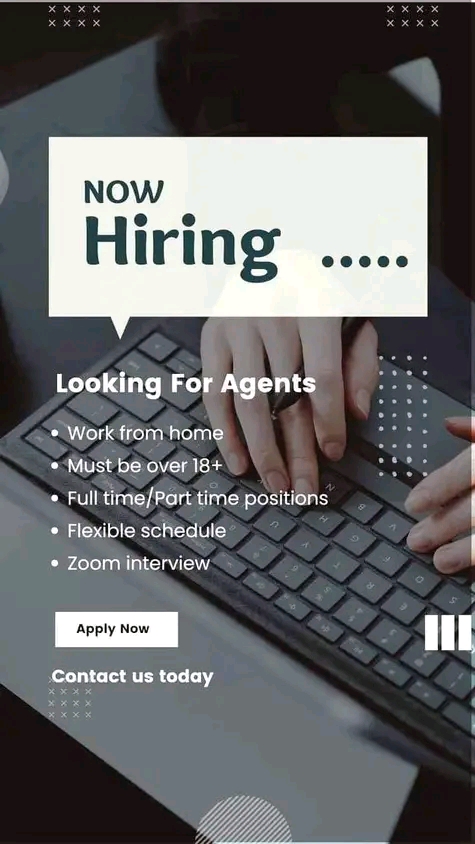 NOW
Hiring .....
Looking For Agents
• Work from home
• Must be over 18+
• Full time/Part time positions
• Flexible schedule
• Zoom interview
Apply Now
Contact us today